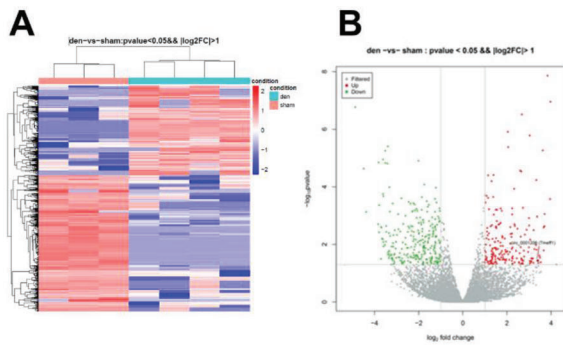 A
den-vs-sham:pvalue<0.05&& |log2FC|>1
condition
condition
den
sham
2
1
0
−1
−2
B
den −vs− sham : pvalue < 0.05 && |log2FC|> 1
Filtered
Up
Down
8
6
4
2
0
−log10pvalue
−4
−2
0
2
4
log2 fold change